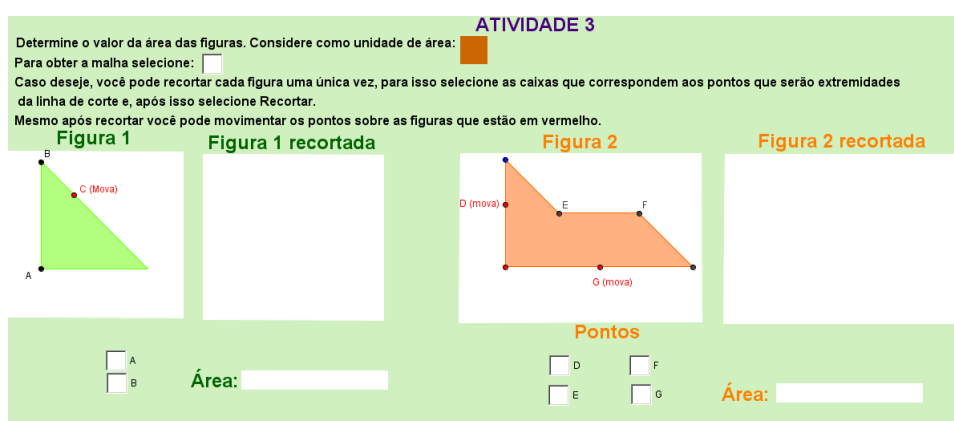 ATIVIDADE 3
Determine o valor da área das figuras. Considere como unidade de área:
Para obter a malha selecione:
Caso deseje, você pode recortar cada figura uma única vez, para isso selecione as caixas que correspondem aos pontos que serão extremidades
da linha de corte e, após isso selecione Recortar.
Mesmo após recortar você pode movimentar os pontos sobre as figuras que estão em vermelho.
Figura 1
Figura 1 recortada
Figura 2
Figura 2 recortada
B
C (Mova)
A
D (mova)
E
F
G (mova)
Pontos
A
B
Área:
D
F
E
G
Área: